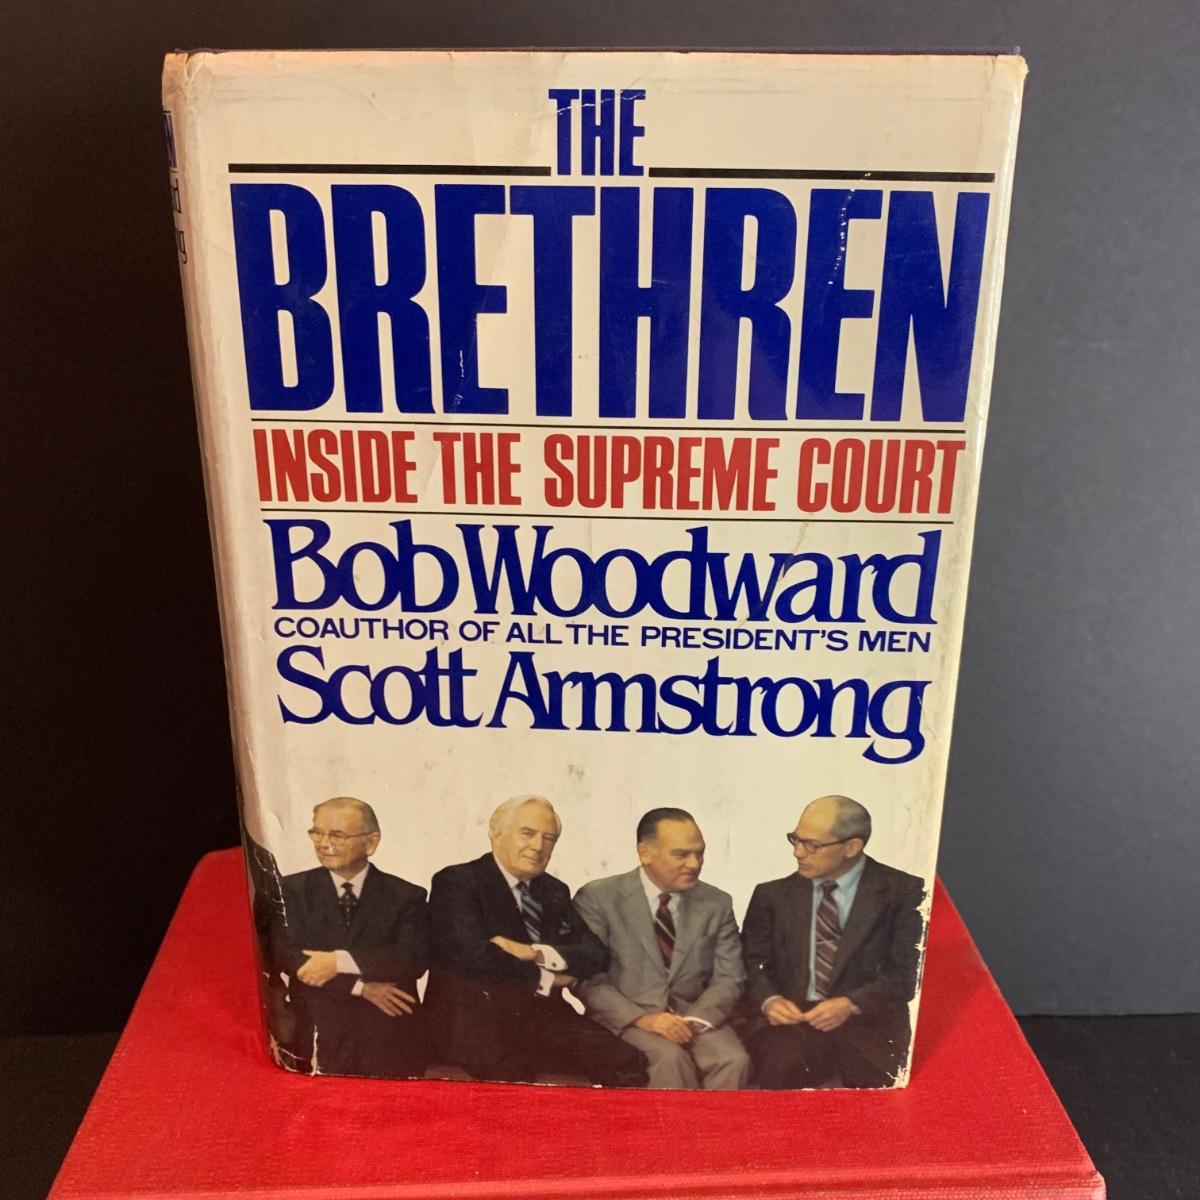 THE
BRETHREN
INSIDE THE SUPREME COURT
Bob Woodward
COAUTHOR OF ALL THE PRESIDENT'S MEN
Scott Armstrong